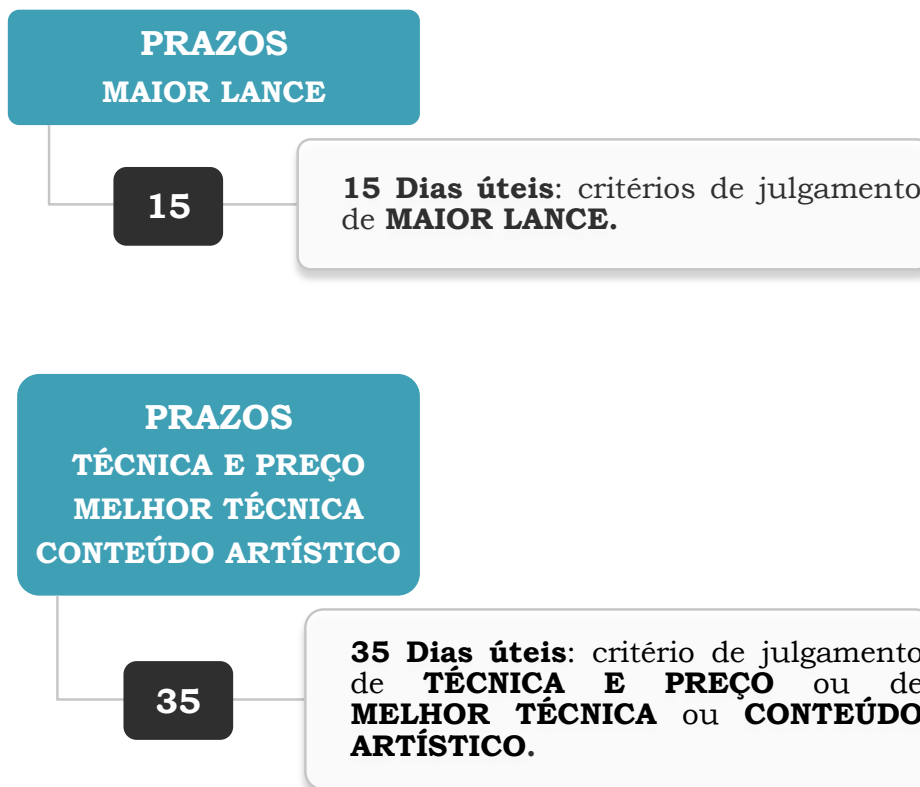 PRAZOS
MAIOR LANCE
15
15 Dias úteis: critérios de julgamento
de MAIOR LANCE.
PRAZOS
TÉCNICA E PREÇO
MELHOR TÉCNICA
CONTEÚDO ARTÍSTICO
35
35 Dias úteis: critério de julgamento
de TÉCNICA E PREÇO ou de
MELHOR TÉCNICA ou CONTEÚDO
ARTÍSTICO.